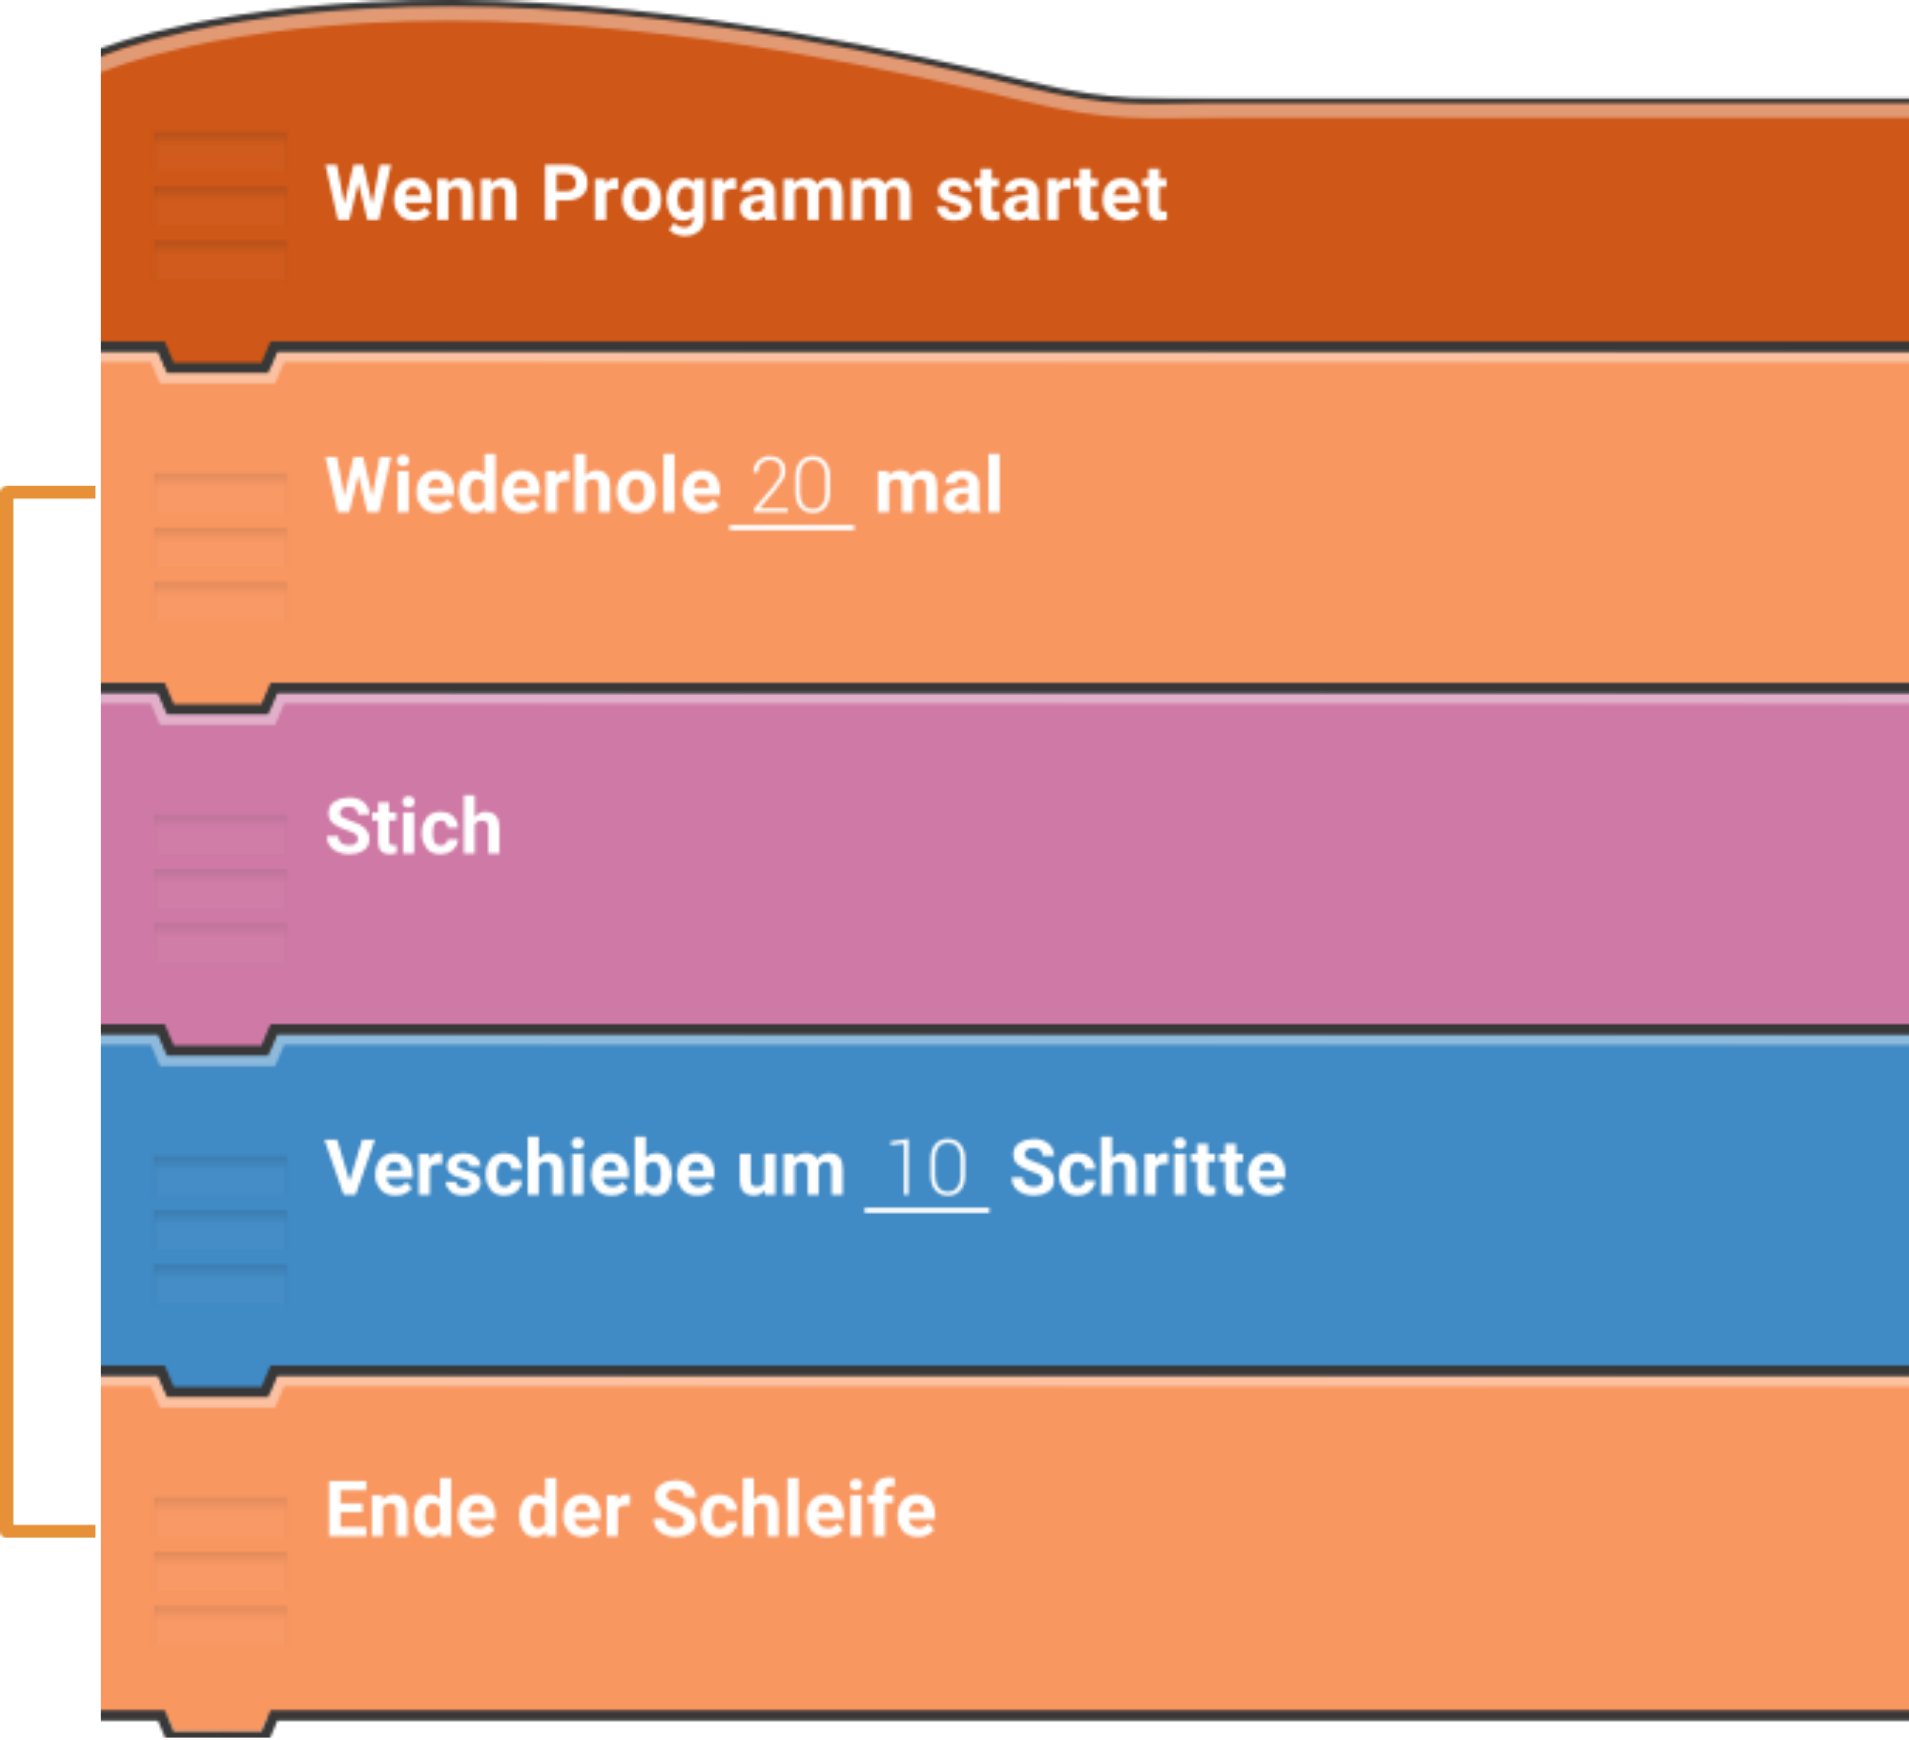 Wenn Programm startet
Wiederhole 20 mal
Stich
Verschiebe um 10 Schritte
Ende der Schleife